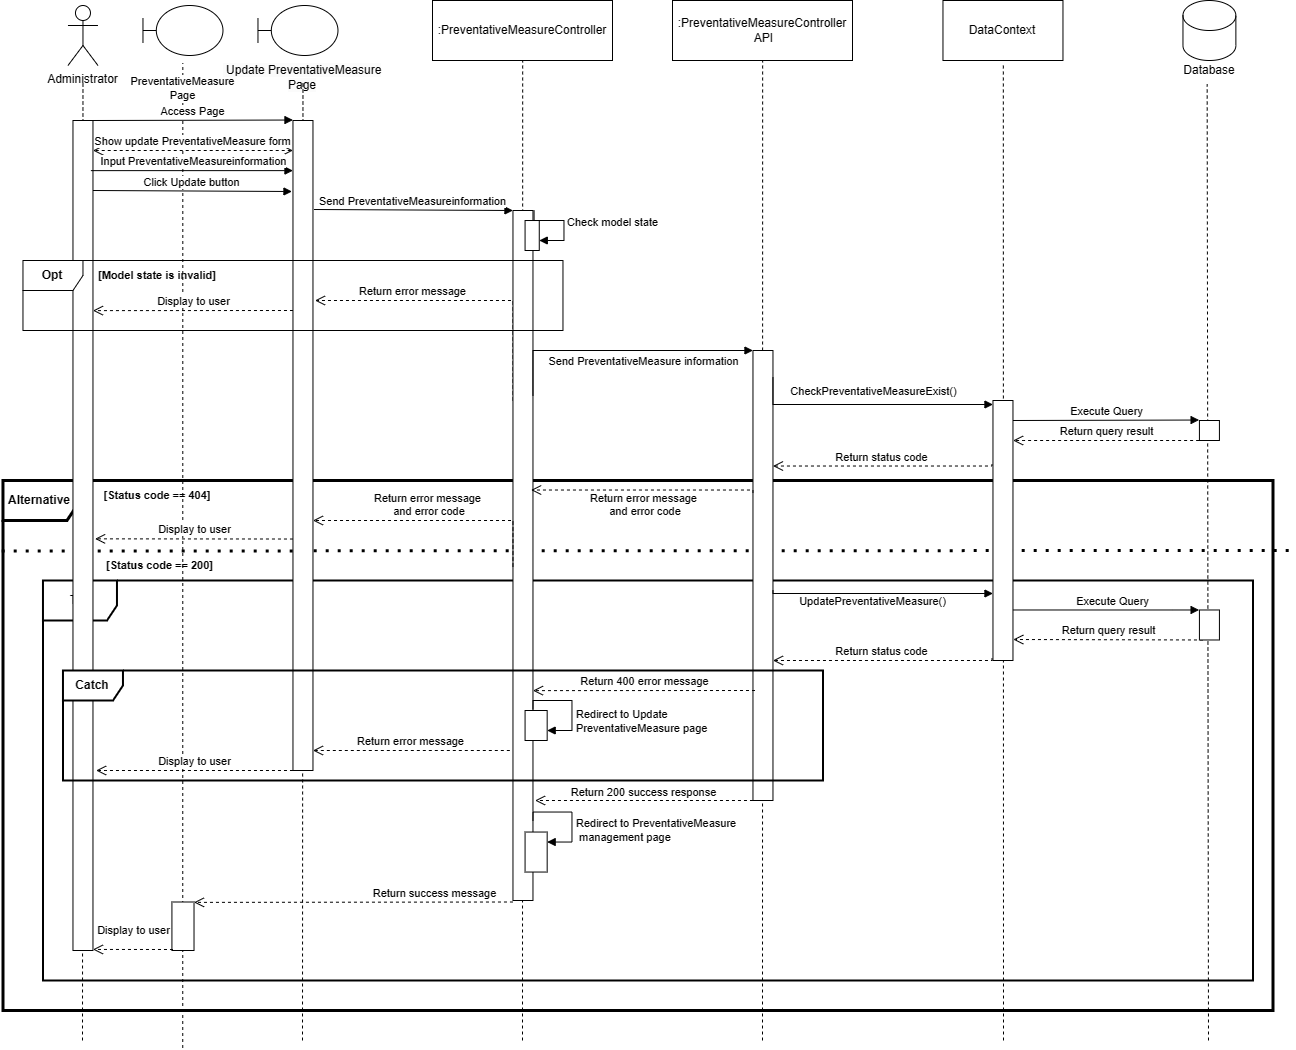 :PreventativeMeasureController
:PreventativeMeasureController
API
DataContext
Administrator
PreventativeMeasure
Page
Update PreventativeMeasure
Page
Database
Access Page
Show update PreventativeMeasure form
Input PreventativeMeasureinformation
Click Update button
Send PreventativeMeasureinformation
Check model state
Opt
[Model state is invalid]
Return error message
Display to user
Send PreventativeMeasure information
CheckPreventativeMeasureExist()
Execute Query
Return query result
Return status code
Alternative
[Status code == 404]
Return error message
and error code
Return error message
and error code
Display to user
[Status code == 200]
UpdatePreventativeMeasure()
Execute Query
Return query result
Return status code
Catch
Return 400 error message
Redirect to Update
PreventativeMeasure page
Return error message
Display to user
Return 200 success response
Redirect to PreventativeMeasure
management page
Return success message
Display to user